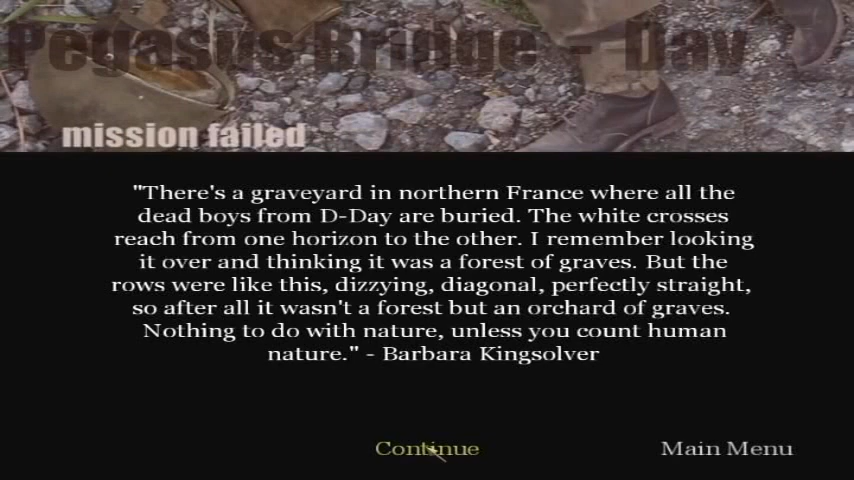 Pegasus Bridge - Day
mission failed
"There's a graveyard in northern France where all the
dead boys from D-Day are buried. The white crosses
reach from one horizon to the other. I remember looking
it over and thinking it was a forest of graves. But the
rows were like this, dizzying, diagonal, perfectly straight,
so after all it wasn't a forest but an orchard of graves.
Nothing to do with nature, unless you count human
nature." - Barbara Kingsolver
Continue
Main Menu